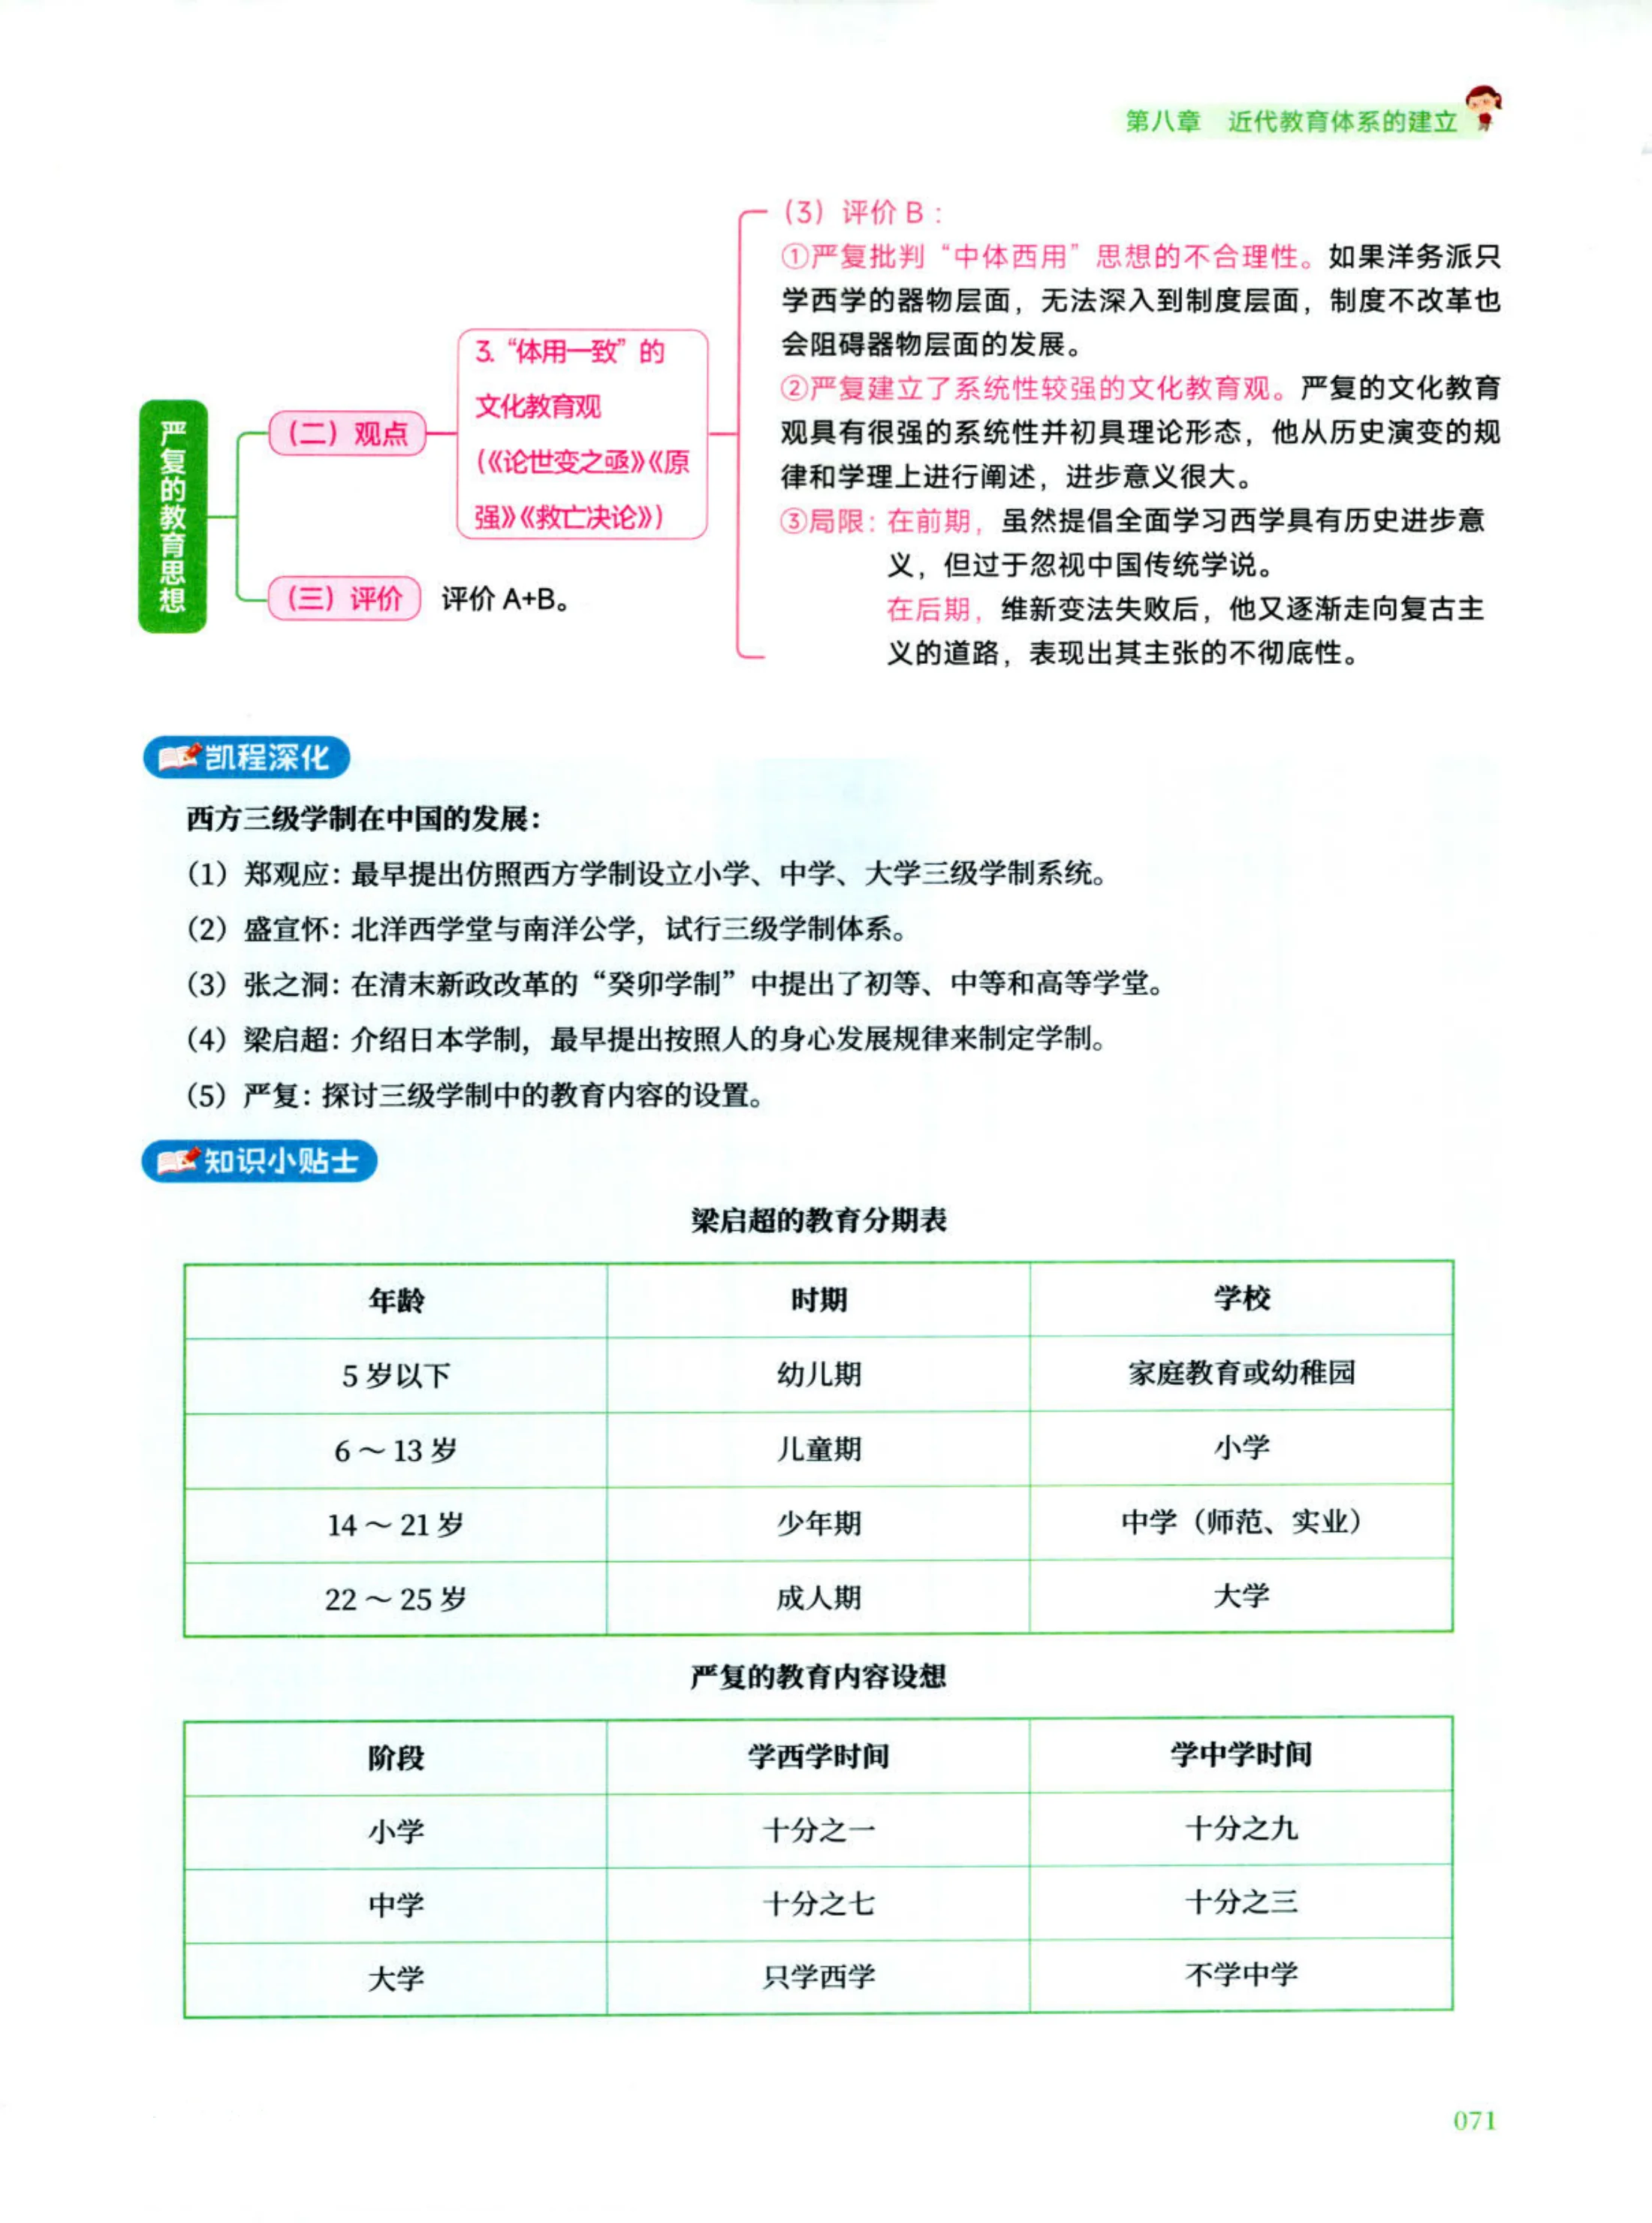 第八章 近代教育体系的建立
严复的教育思想
（二）观点
3. “体用一致”的
文化教育观
（《论世变之亟》《原
强》《救亡决论》）
（3）评价 B：
①严复批判“中体西用”思想的不合理性。如果洋务派只
学西学的器物层面，无法深入到制度层面，制度不改革也
会阻碍器物层面的发展。
②严复建立了系统性较强的文化教育观。严复的文化教育
观具有很强的系统性并初具理论形态，他从历史演变的规
律和学理上进行阐述，进步意义很大。
③局限：在前期，虽然提倡全面学习西学具有历史进步意
义，但过于忽视中国传统学说。
在后期，维新变法失败后，他又逐渐走向复古主
义的道路，表现出其主张的不彻底性。
（三）评价 评价 A+B。
凯程深化
西方三级学制在中国的发展：
（1）郑观应：最早提出仿照西方学制设立小学、中学、大学三级学制系统。
（2）盛宣怀：北洋西学堂与南洋公学，试行三级学制体系。
（3）张之洞：在清末新政改革的“癸卯学制”中提出了初等、中等和高等学堂。
（4）梁启超：介绍日本学制，最早提出按照人的身心发展规律来制定学制。
（5）严复：探讨三级学制中的教育内容的设置。
知识小贴士
梁启超的教育分期表
年龄 时期 学校
5 岁以下 幼儿期 家庭教育或幼稚园
6～13 岁 儿童期 小学
14～21 岁 少年期 中学（师范、实业）
22～25 岁 成人期 大学
严复的教育内容设想
阶段 学西学时间 学中学时间
小学 十分之一 十分之九
中学 十分之七 十分之三
大学 只学西学 不学中学
071